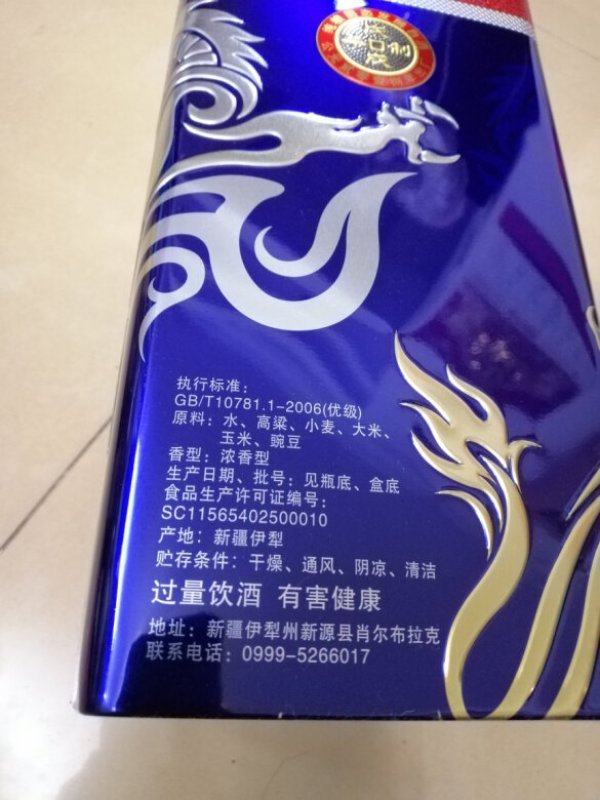 执行标准：
GB/T10781.1-2006(优级)
原料：水、高粱、小麦、大米、
玉米、豌豆
香型：浓香型
生产日期、批号：见瓶底、盒底
食品生产许可证编号：
SC11565402500010
产地：新疆伊犁
贮存条件：干燥、通风、阴凉、清洁
过量饮酒 有害健康
地址：新疆伊犁州新源县肖尔布拉克
联系电话：0999-5266017